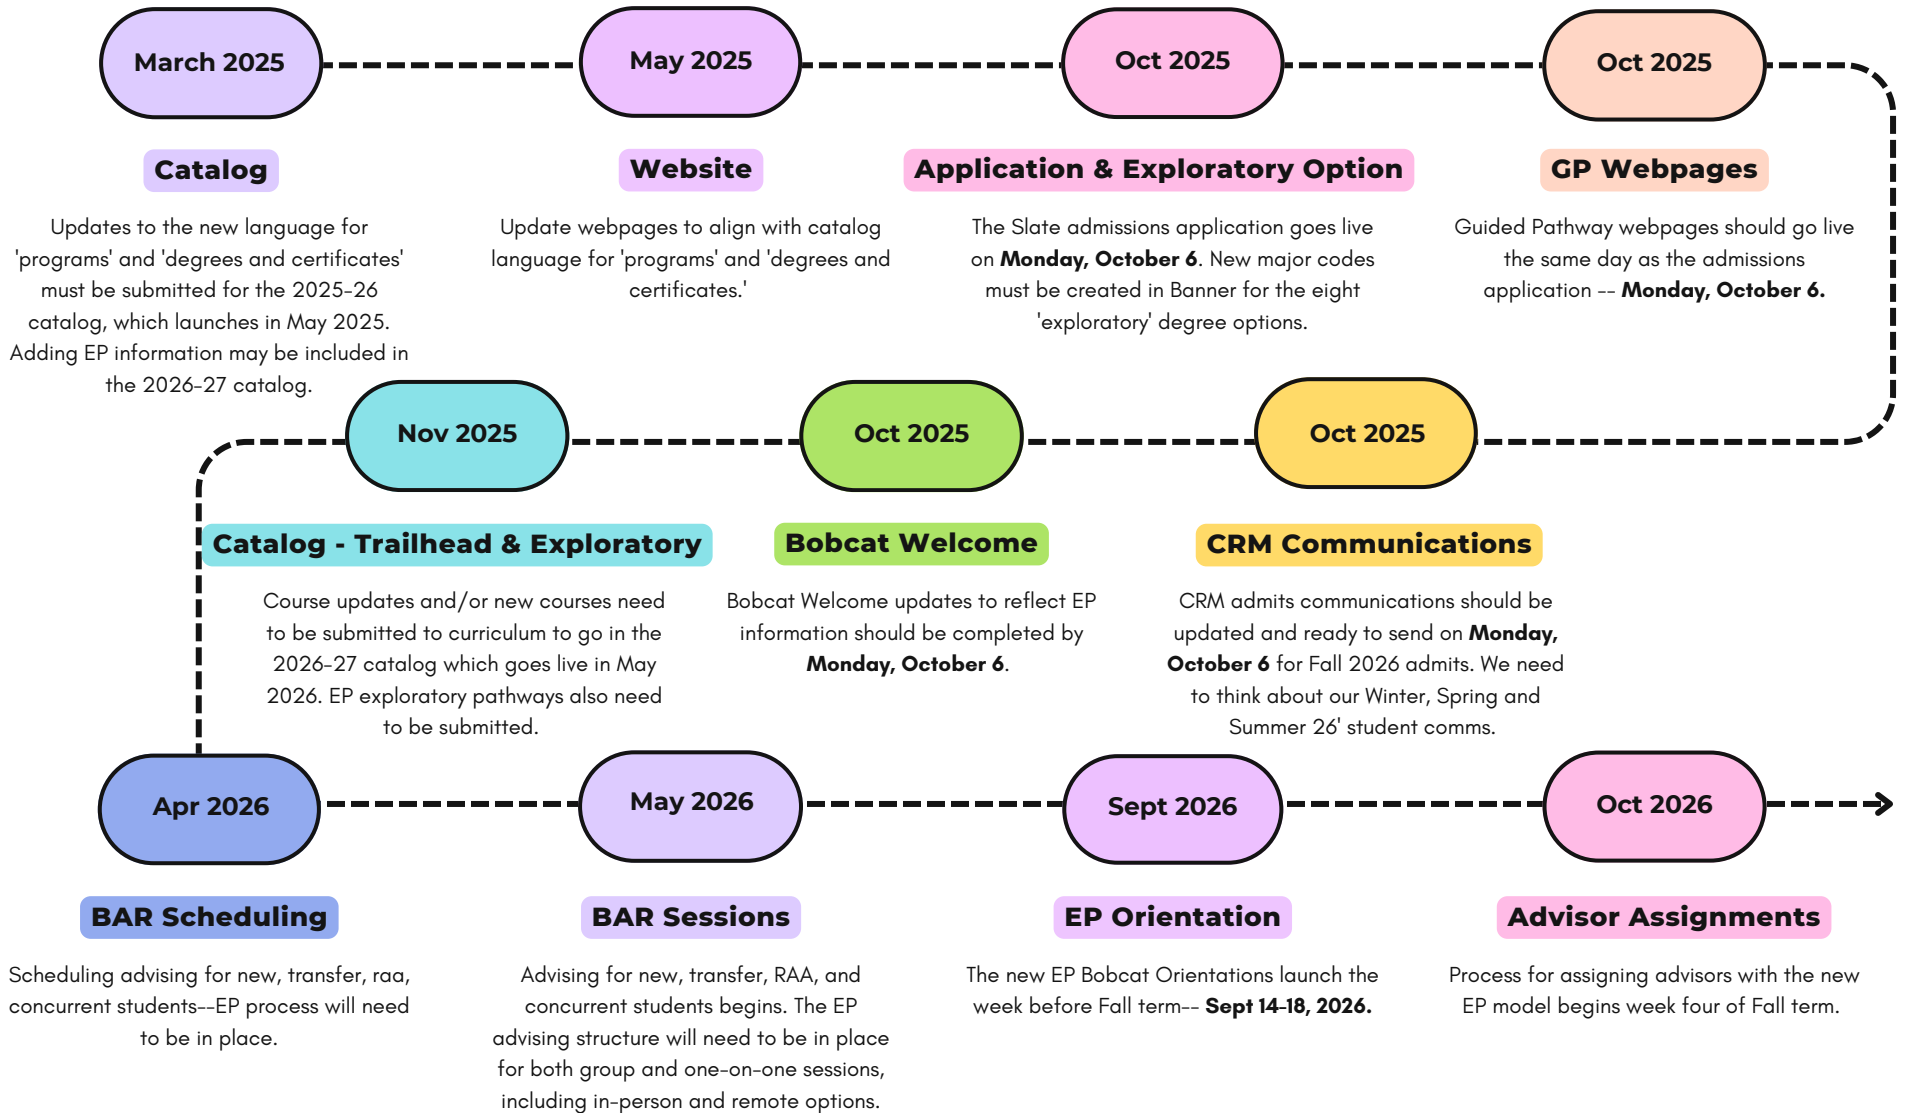 March 2025
Catalog
Updates to the new language for
'programs' and 'degrees and certificates'
must be submitted for the 2025-26
catalog, which launches in May 2025.
Adding EP information may be included in
the 2026-27 catalog.
May 2025
Website
Update webpages to align with catalog
language for 'programs' and 'degrees and
certificates.'
Oct 2025
Application & Exploratory Option
The Slate admissions application goes live
on Monday, October 6. New major codes
must be created in Banner for the eight
'exploratory' degree options.
Oct 2025
GP Webpages
Guided Pathway webpages should go live
the same day as the admissions
application -- Monday, October 6.
Oct 2025
CRM Communications
CRM admits communications should be
updated and ready to send on Monday,
October 6 for Fall 2026 admits. We need
to think about our Winter, Spring and
Summer 26' student comms.
Oct 2025
Bobcat Welcome
Bobcat Welcome updates to reflect EP
information should be completed by
Monday, October 6.
Nov 2025
Catalog - Trailhead & Exploratory
Course updates and/or new courses need
to be submitted to curriculum to go in the
2026-27 catalog which goes live in May
2026. EP exploratory pathways also need
to be submitted.
Apr 2026
BAR Scheduling
Scheduling advising for new, transfer, raa,
concurrent students--EP process will need
to be in place.
May 2026
BAR Sessions
Advising for new, transfer, RAA, and
concurrent students begins. The EP
advising structure will need to be in place
for both group and one-on-one sessions,
including in-person and remote options.
Sept 2026
EP Orientation
The new EP Bobcat Orientations launch the
week before Fall term-- Sept 14-18, 2026.
Oct 2026
Advisor Assignments
Process for assigning advisors with the new
EP model begins week four of Fall term.